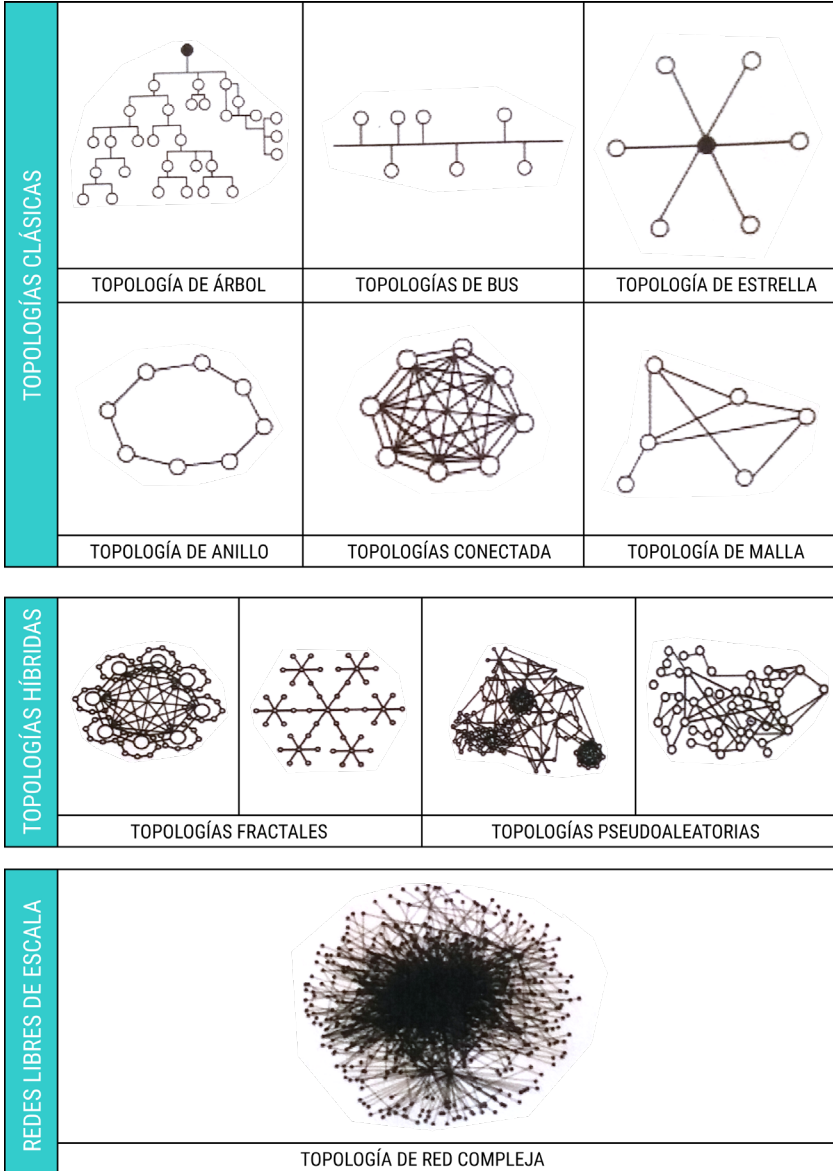 TOPOLOGÍAS CLÁSICAS
TOPOLOGÍA DE ÁRBOL
TOPOLOGÍAS DE BUS
TOPOLOGÍA DE ESTRELLA
TOPOLOGÍA DE ANILLO
TOPOLOGÍAS CONECTADA
TOPOLOGÍA DE MALLA
TOPOLOGÍAS HÍBRIDAS
TOPOLOGÍAS FRACTALES
TOPOLOGÍAS PSEUDOALEATORIAS
REDES LIBRES DE ESCALA
TOPOLOGÍA DE RED COMPLEJA